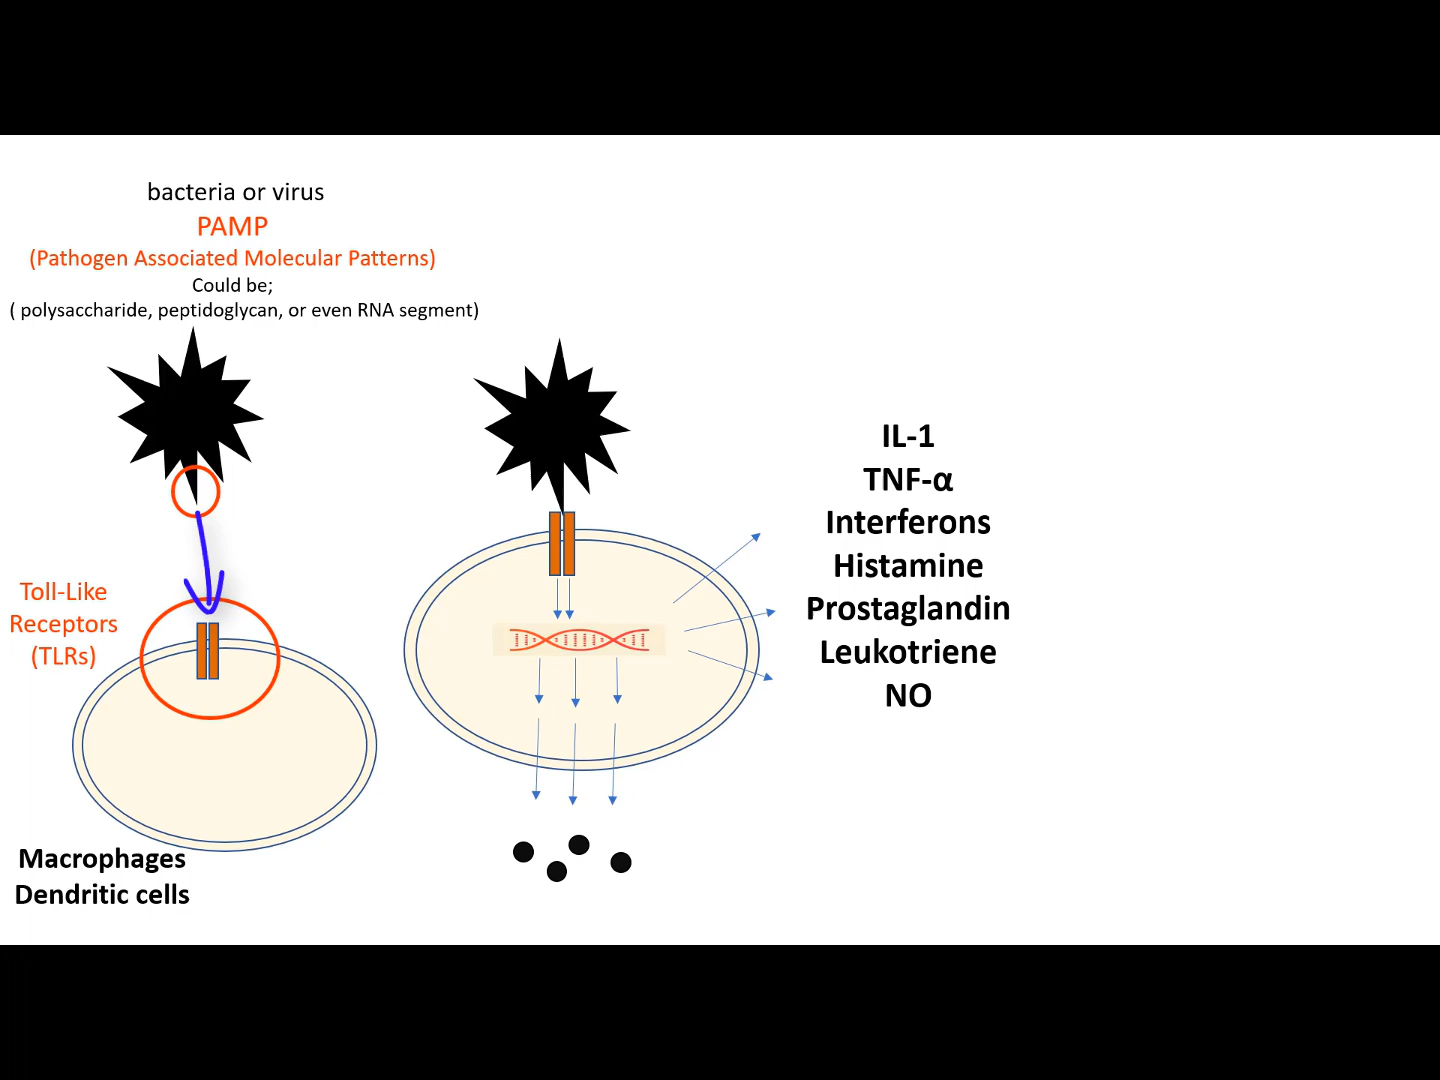 bacteria or virus
PAMP
(Pathogen Associated Molecular Patterns)
Could be;
( polysaccharide, peptidoglycan, or even RNA segment)
Toll-Like
Receptors
(TLRs)
Macrophages
Dendritic cells
IL-1
TNF-α
Interferons
Histamine
Prostaglandin
Leukotriene
NO